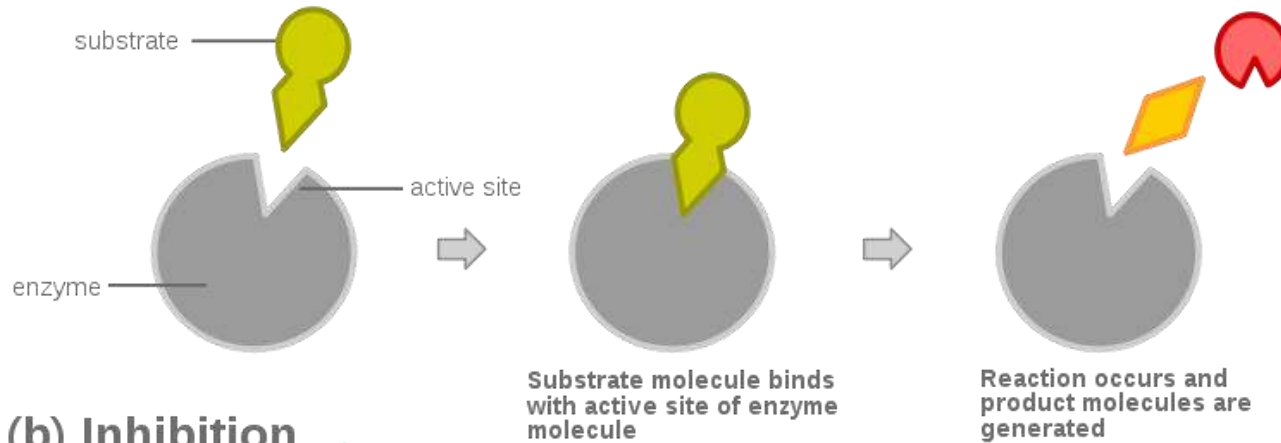 substrate
active site
enzyme
Substrate molecule binds
with active site of enzyme
molecule
Reaction occurs and
product molecules are
generated
(b) Inhibition